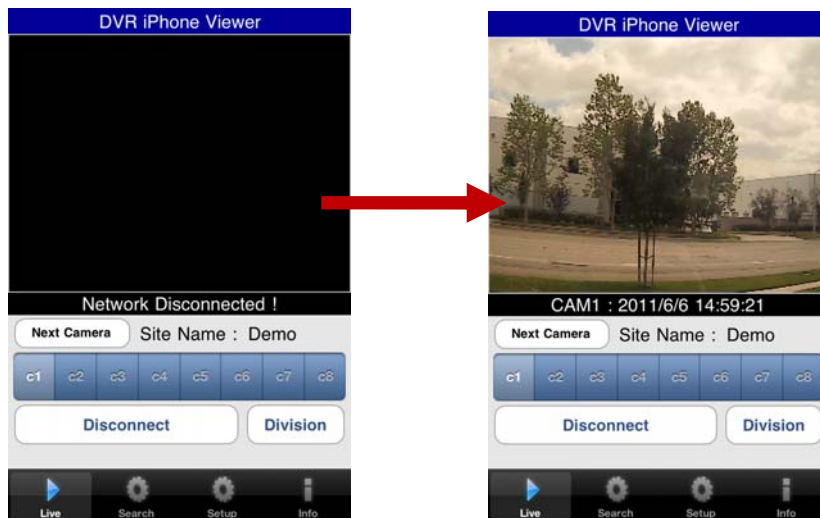 DVR iPhone Viewer
Network Disconnected !
Next Camera Site Name : Demo
c1 c2 c3 c4 c5 c6 c7 c8
Disconnect Division
Live Search Setup Info
DVR iPhone Viewer
CAM1 : 2011/6/6 14:59:21
Next Camera Site Name : Demo
c1 c2 c3 c4 c5 c6 c7 c8
Disconnect Division
Live Search Setup Info